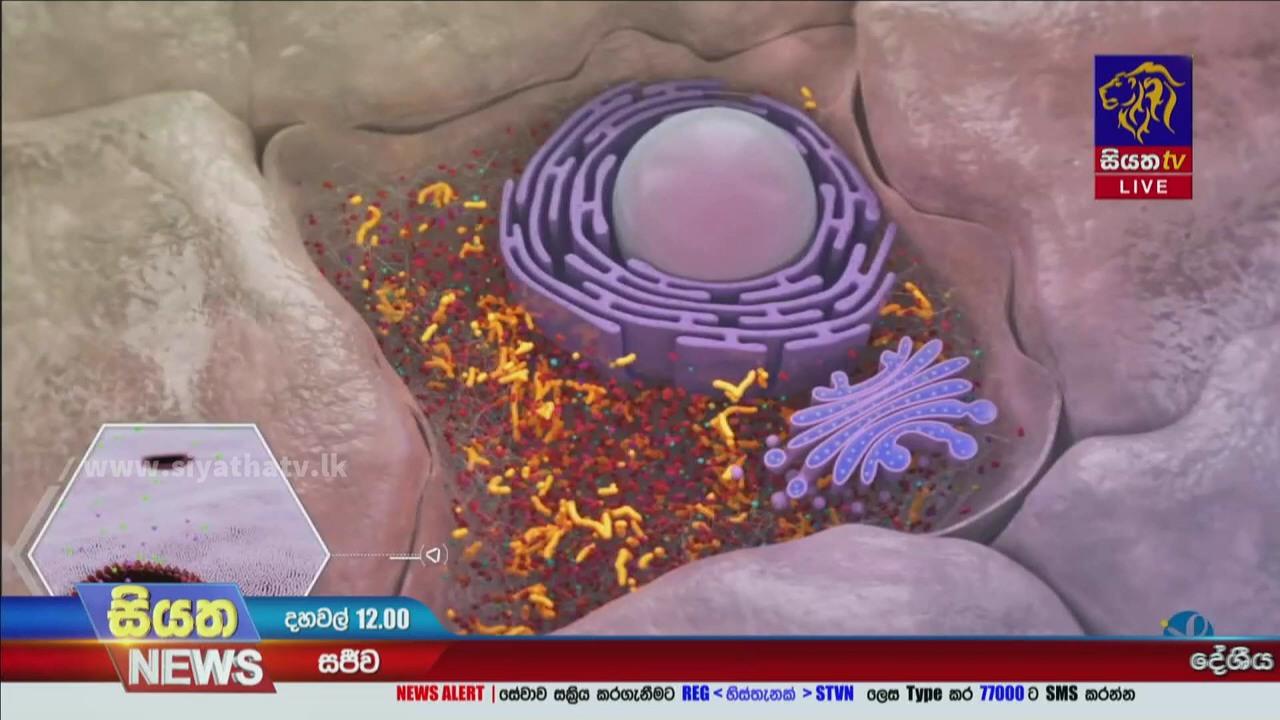 සියත tv
LIVE
www.siyathatv.lk
සියත
දහවල් 12.00
NEWS
සජීව
දේශීය
NEWS ALERT | සේවාව සක්‍රිය කරගැනීමට REG < හිස්තැනක් > STVN ලෙස Type කර 77000 ට SMS කරන්න